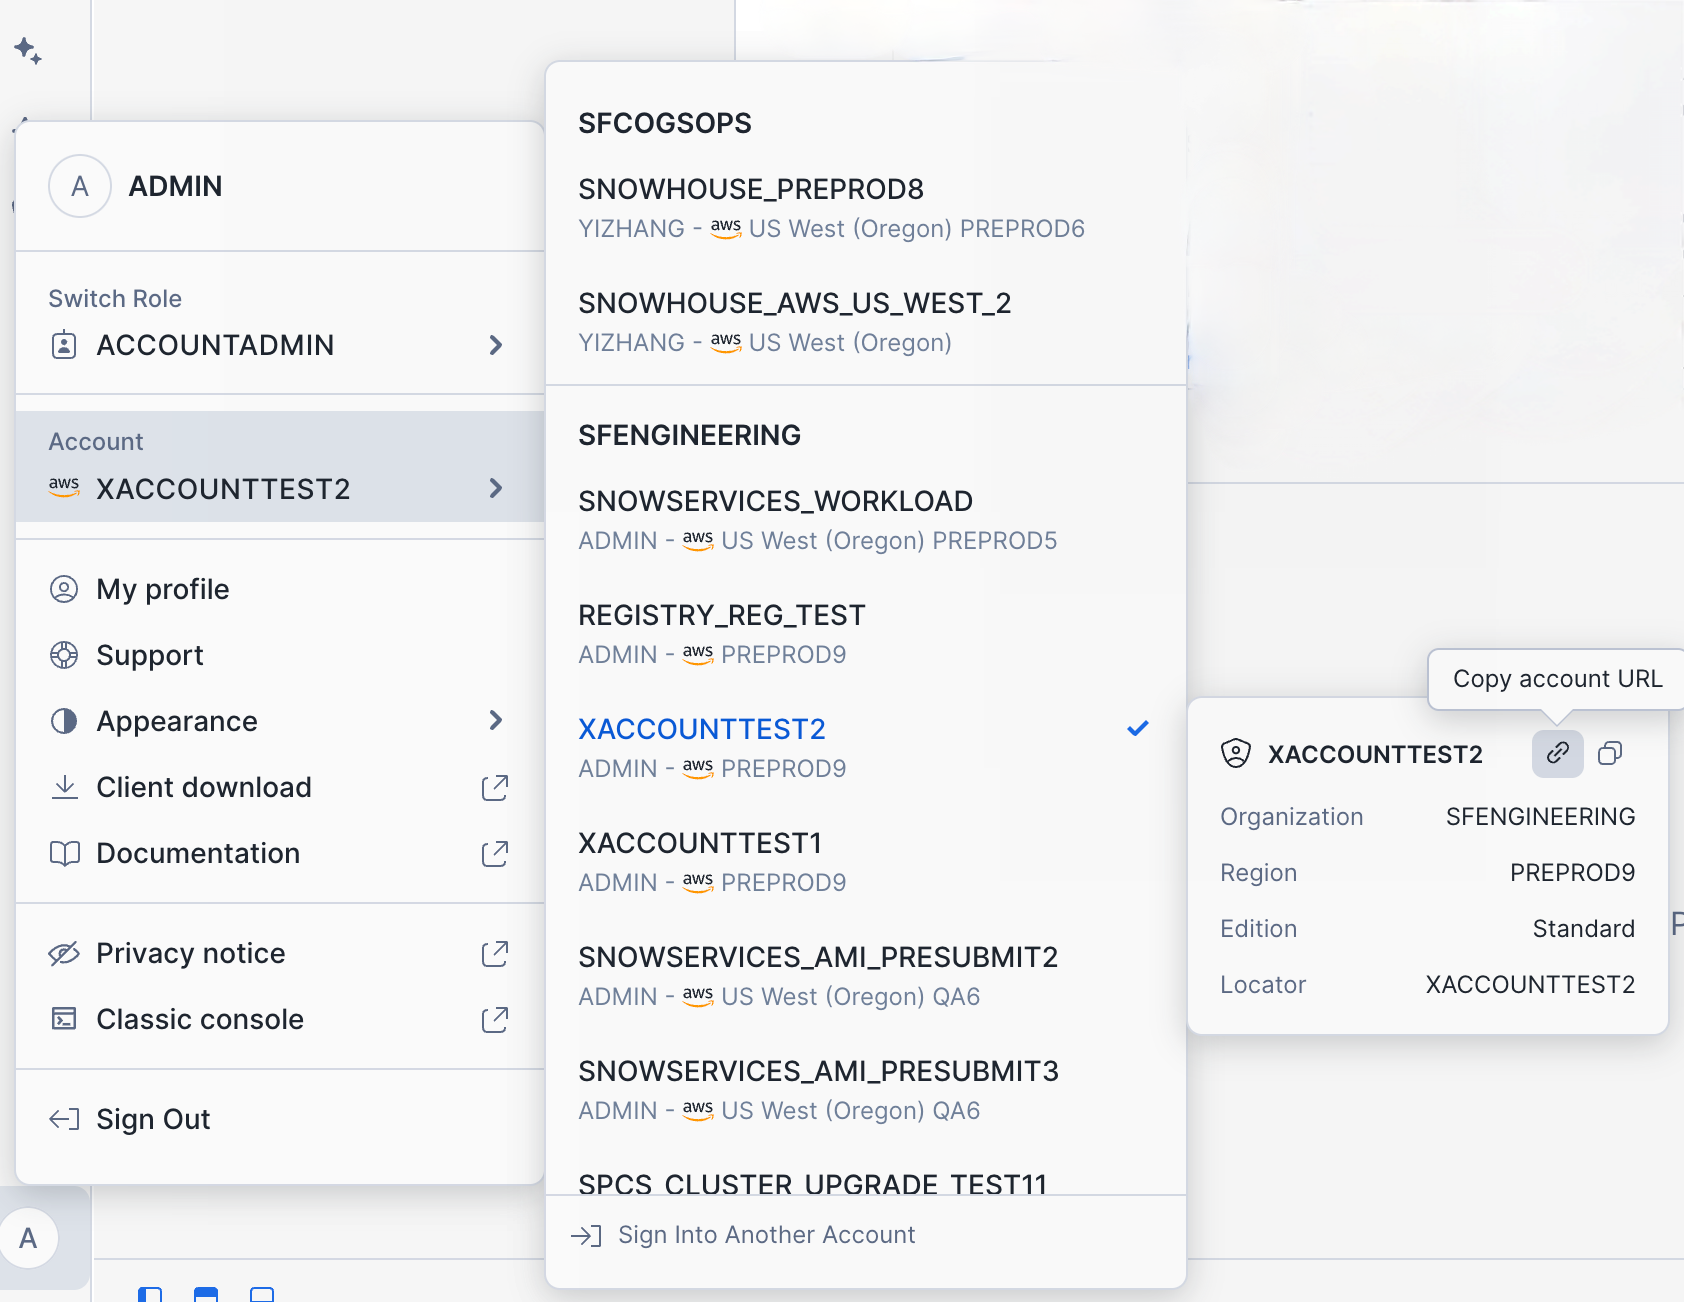 A
ADMIN
Switch Role
ACCOUNTADMIN
Account
aws XACCOUNTTEST2
My profile
Support
Appearance
Client download
Documentation
Privacy notice
Classic console
Sign Out
A
SFCOGSOPS
SNOWHOUSE_PREPROD8
YIZHANG - aws US West (Oregon) PREPROD6
SNOWHOUSE_AWS_US_WEST_2
YIZHANG - aws US West (Oregon)
SFENGINEERING
SNOWSERVICES_WORKLOAD
ADMIN - aws US West (Oregon) PREPROD5
REGISTRY_REG_TEST
ADMIN - aws PREPROD9
XACCOUNTTEST2
ADMIN - aws PREPROD9
XACCOUNTTEST1
ADMIN - aws PREPROD9
SNOWSERVICES_AMI_PRESUBMIT2
ADMIN - aws US West (Oregon) QA6
SNOWSERVICES_AMI_PRESUBMIT3
ADMIN - aws US West (Oregon) QA6
SPCS_CLUSTER_UPGRADE_TEST11
Sign Into Another Account
Copy account URL
XACCOUNTTEST2
Organization SFENGINEERING
Region PREPROD9
Edition Standard
Locator XACCOUNTTEST2